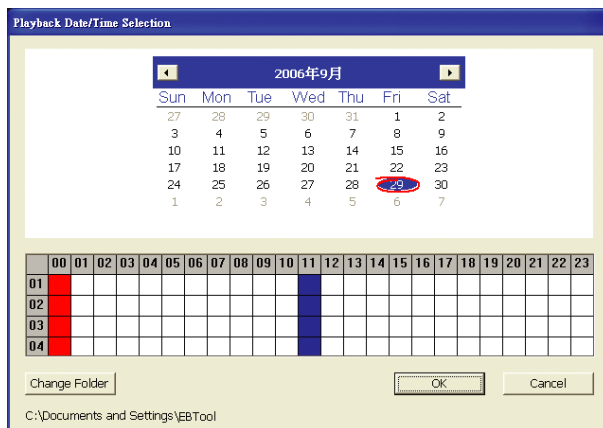 Playback Date/Time Selection
2006年9月
Sun Mon Tue Wed Thu Fri Sat
27 28 29 30 31 1 2
3 4 5 6 7 8 9
10 11 12 13 14 15 16
17 18 19 20 21 22 23
24 25 26 27 28 29 30
1 2 3 4 5 6 7
00 01 02 03 04 05 06 07 08 09 10 11 12 13 14 15 16 17 18 19 20 21 22 23
01
02
03
04
Change Folder OK Cancel
C:\Documents and Settings\EBTool